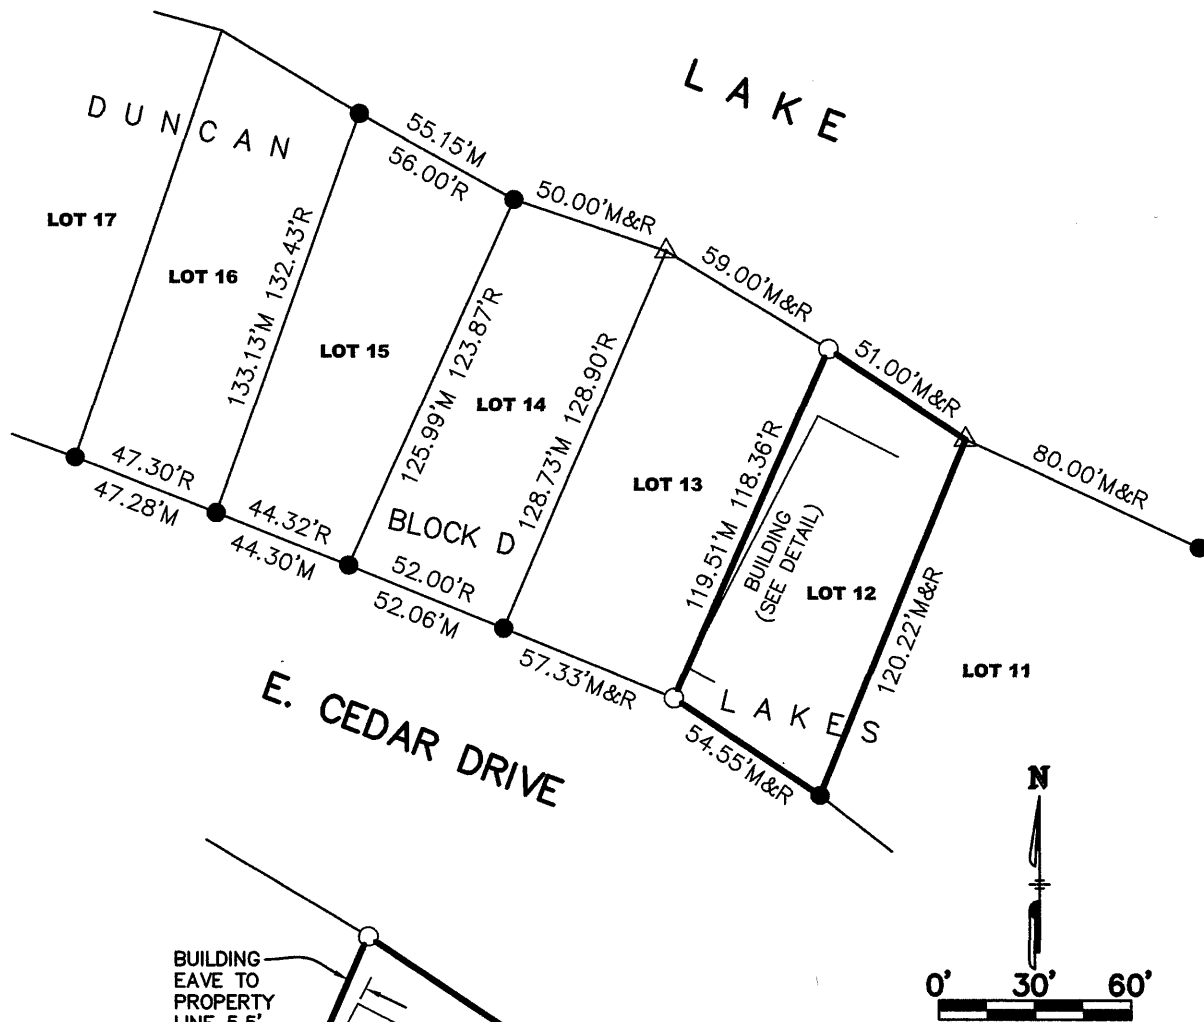 LAKE
DUNCAN
55.15'M
56.00'R
50.00'M&R
59.00'M&R
51.00'M&R
80.00'M&R
LOT 17
LOT 16
133.13'M 132.43'R
LOT 15
125.99'M 123.87'R
LOT 14
128.73'M 128.90'R
LOT 13
119.51'M 118.36'R
BUILDING
(SEE DETAIL)
LOT 12
120.22'M&R
LOT 11
47.30'R
47.28'M
44.32'R
44.30'M
BLOCK D
52.00'R
52.06'M
57.33'M&R
LAKES
54.55'M&R
E. CEDAR DRIVE
N
0' 30' 60'
BUILDING
EAVE TO
PROPERTY
LINE 5.5'